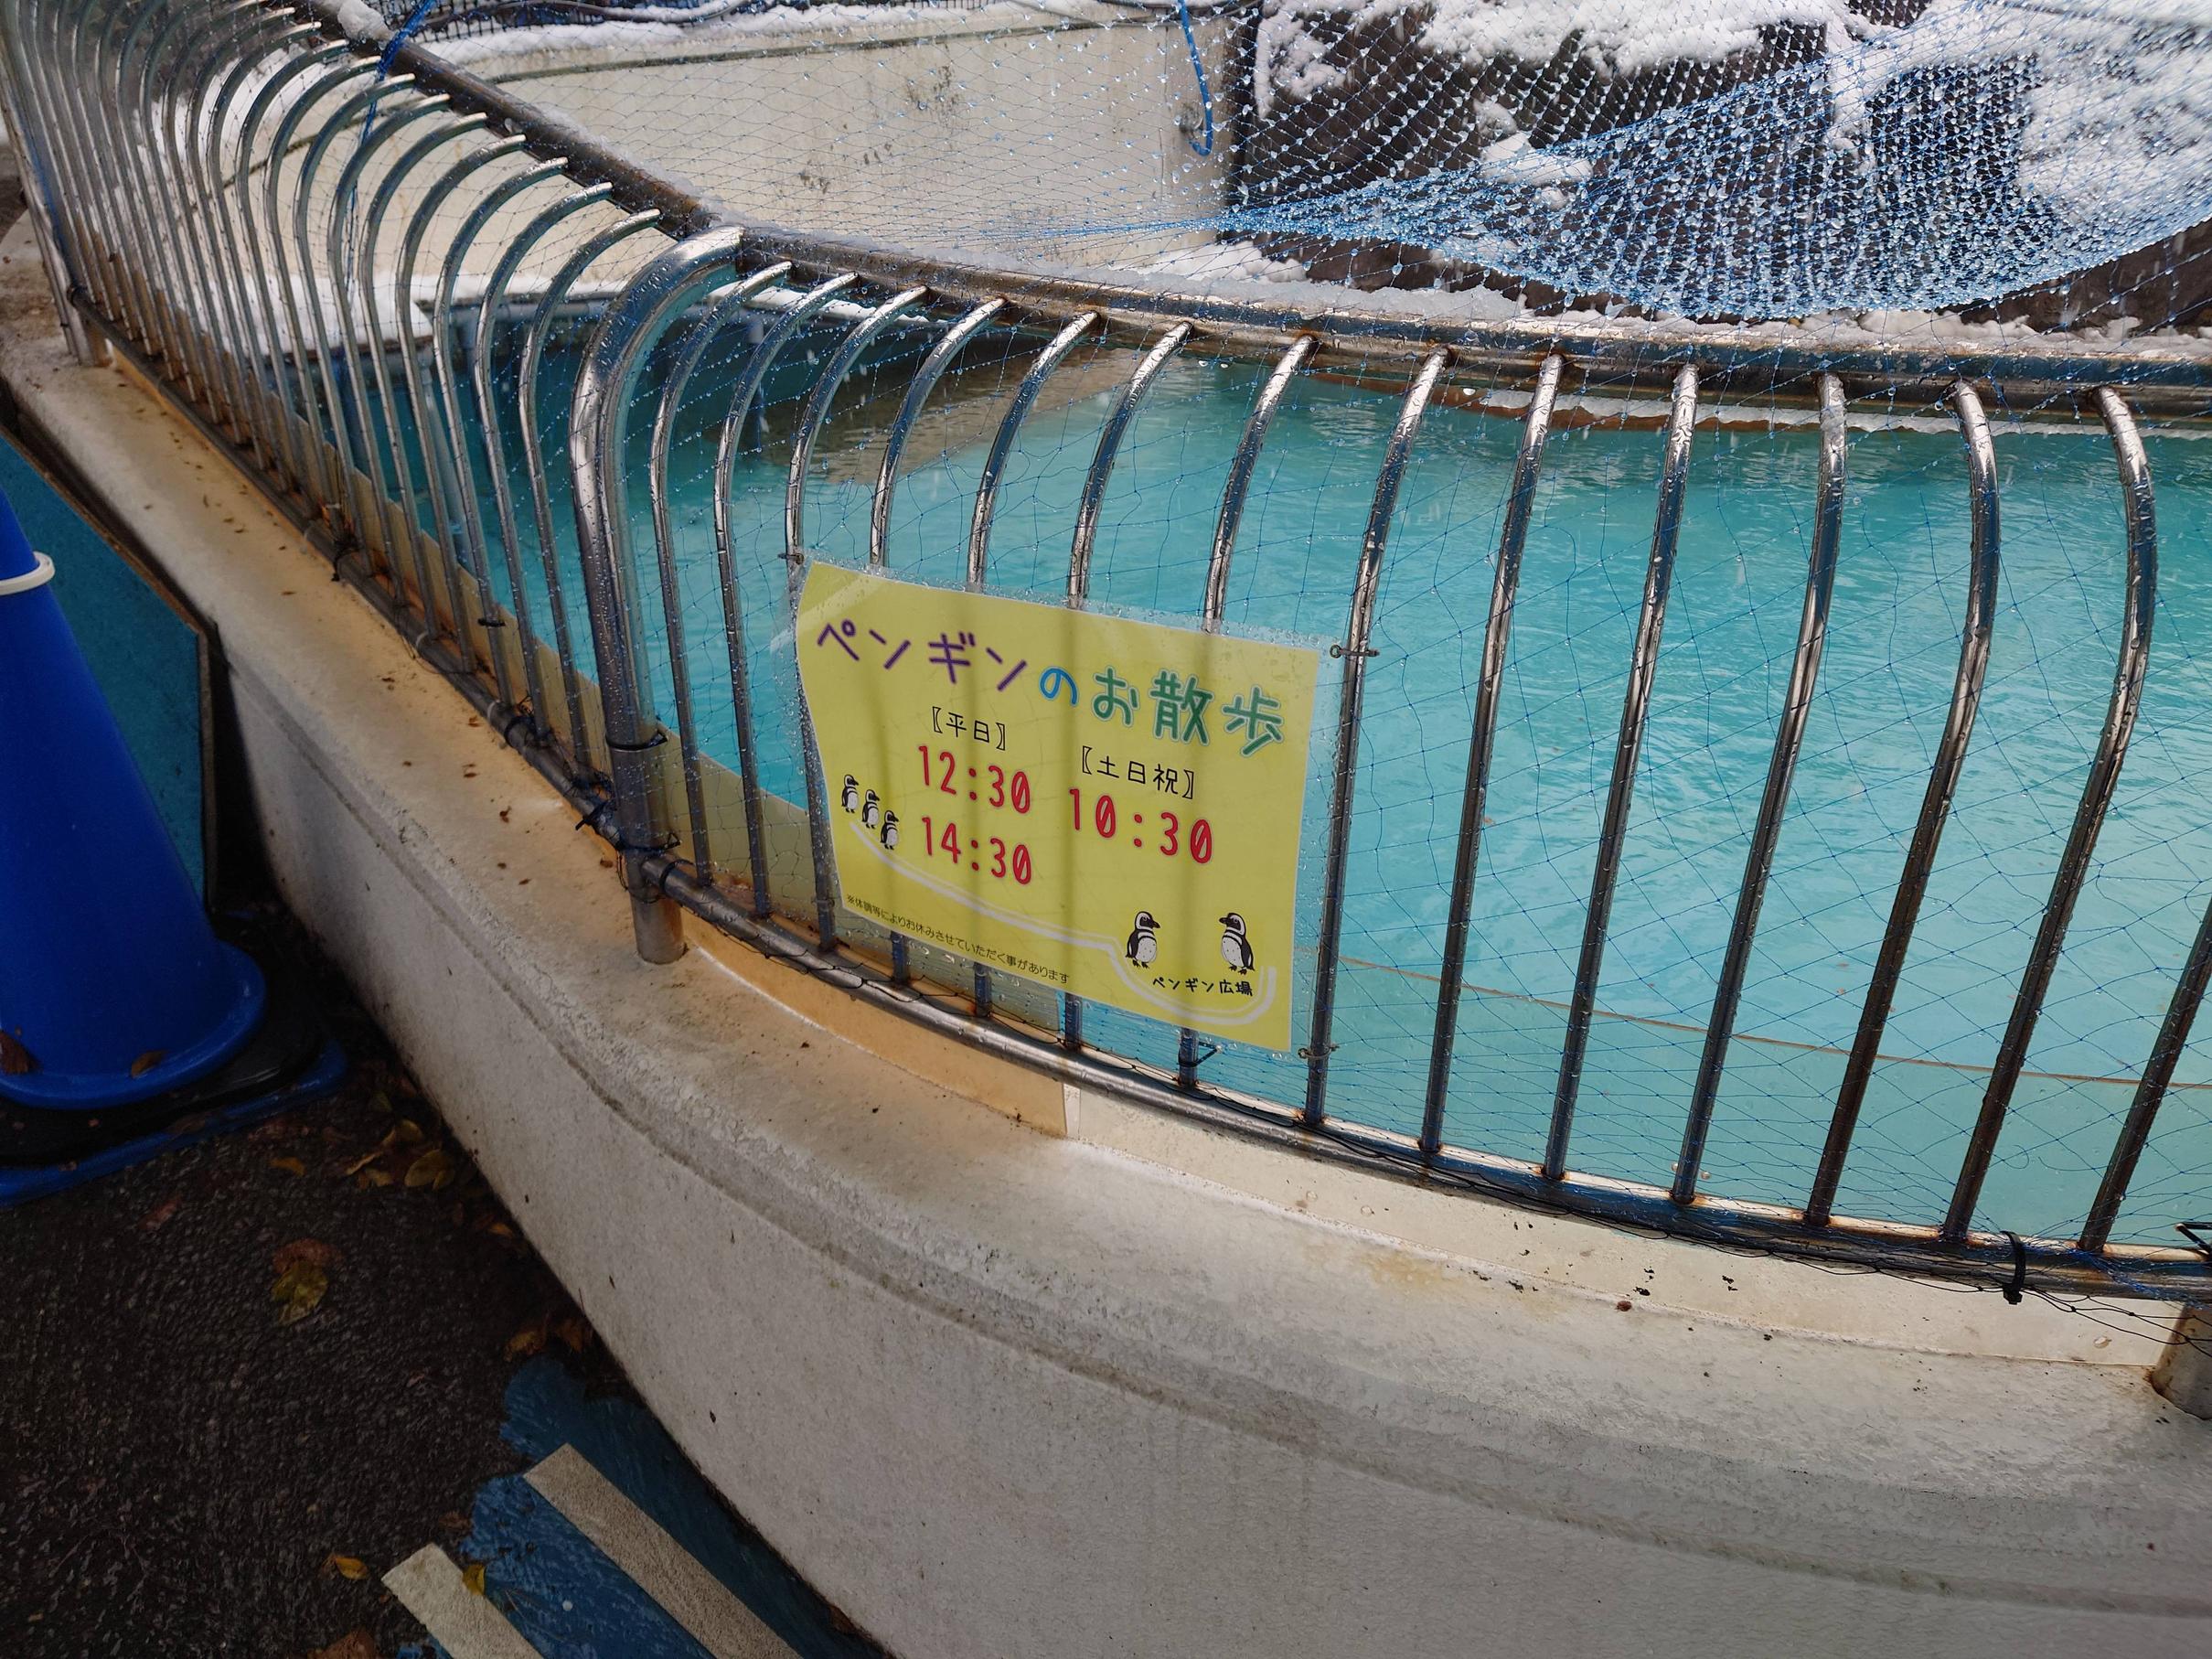 ペンギンのお散歩
〖平日〗
12:30
14:30
〖土日祝〗
10:30
※体調等によりお休みさせていただく事があります
ペンギン広場